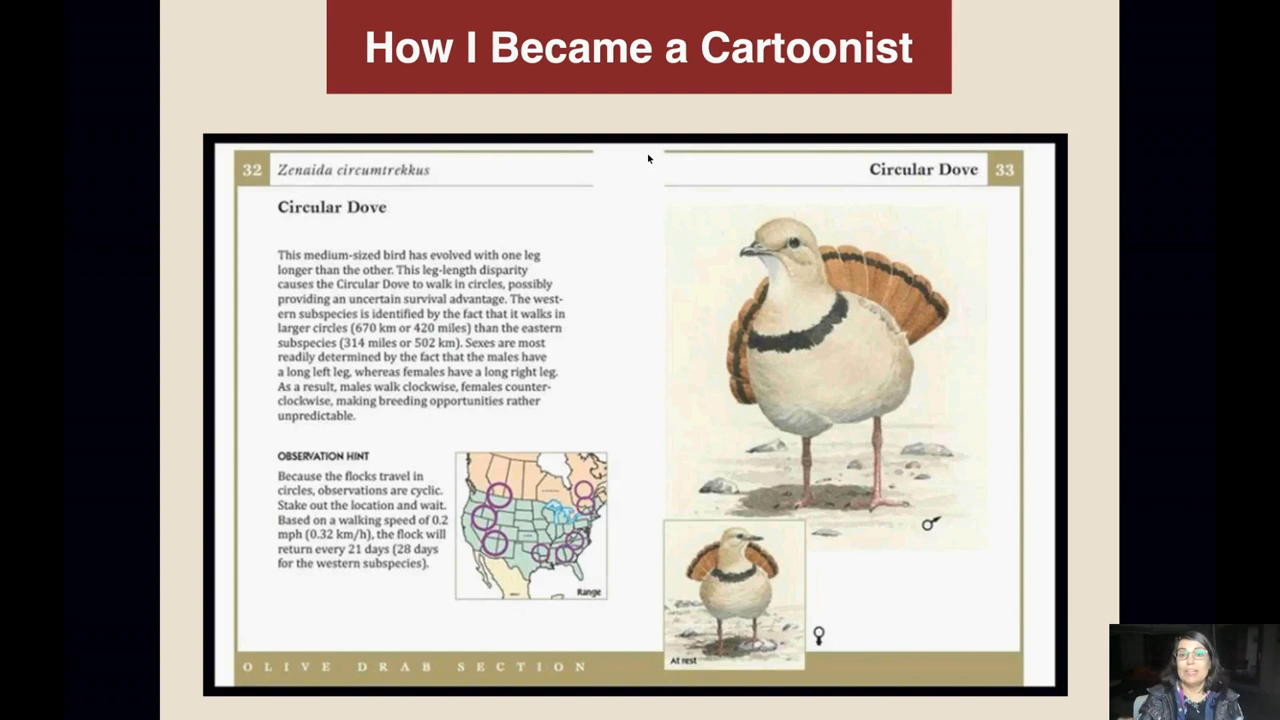 How I Became a Cartoonist
32
Zenaida circumtrekkus
Circular Dove
33
Circular Dove
This medium-sized bird has evolved with one leg
longer than the other. This leg-length disparity
causes the Circular Dove to walk in circles, possibly
providing an uncertain survival advantage. The west-
ern subspecies is identified by the fact that it walks in
larger circles (670 km or 420 miles) than the eastern
subspecies (314 miles or 502 km). Sexes are most
readily determined by the fact that the males have
a long left leg, whereas females have a long right leg.
As a result, males walk clockwise, females counter-
clockwise, making breeding opportunities rather
unpredictable.
OBSERVATION HINT
Because the flocks travel in
circles, observations are cyclic.
Stake out the location and wait.
Based on a walking speed of 0.2
mph (0.32 km/h), the flock will
return every 21 days (28 days
for the western subspecies).
Range
At rest
OLIVE DRAB SECTION